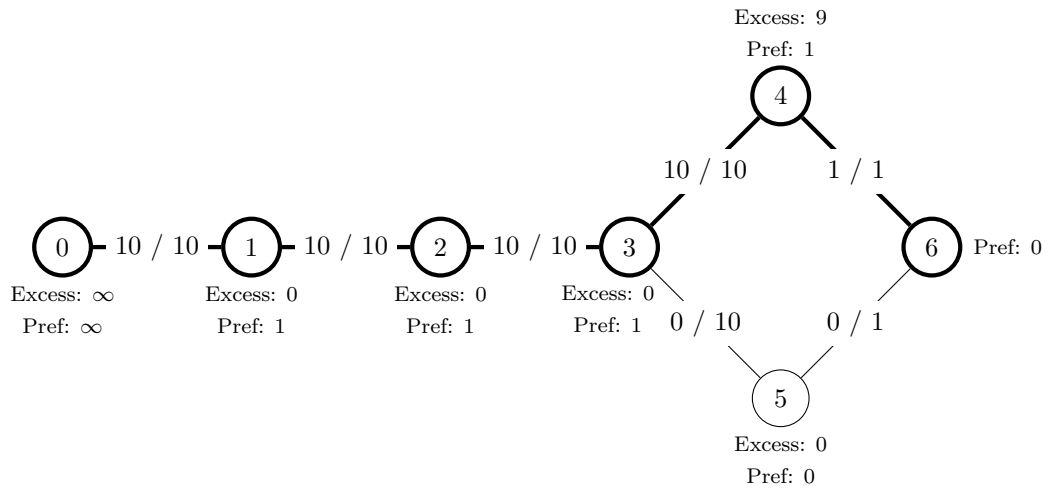 Excess: 9
Pref: 1
4
10 / 10
1 / 1
0
10 / 10
1
10 / 10
2
10 / 10
3
6
Pref: 0
Excess: ∞
Pref: ∞
Excess: 0
Pref: 1
Excess: 0
Pref: 1
Excess: 0
Pref: 1
0 / 10
0 / 1
5
Excess: 0
Pref: 0